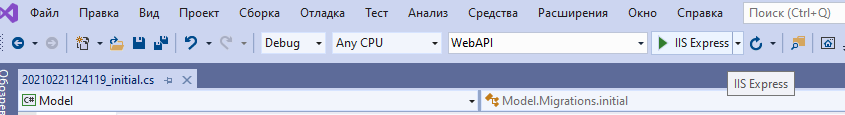 Файл Правка Вид Проект Сборка Отладка Тест Анализ Средства Расширения Окно Справка Поиск (Ctrl+Q)
Debug Any CPU WebAPI IIS Express
20210221124119_initial.cs
IIS Express
C# Model Model.Migrations.initial